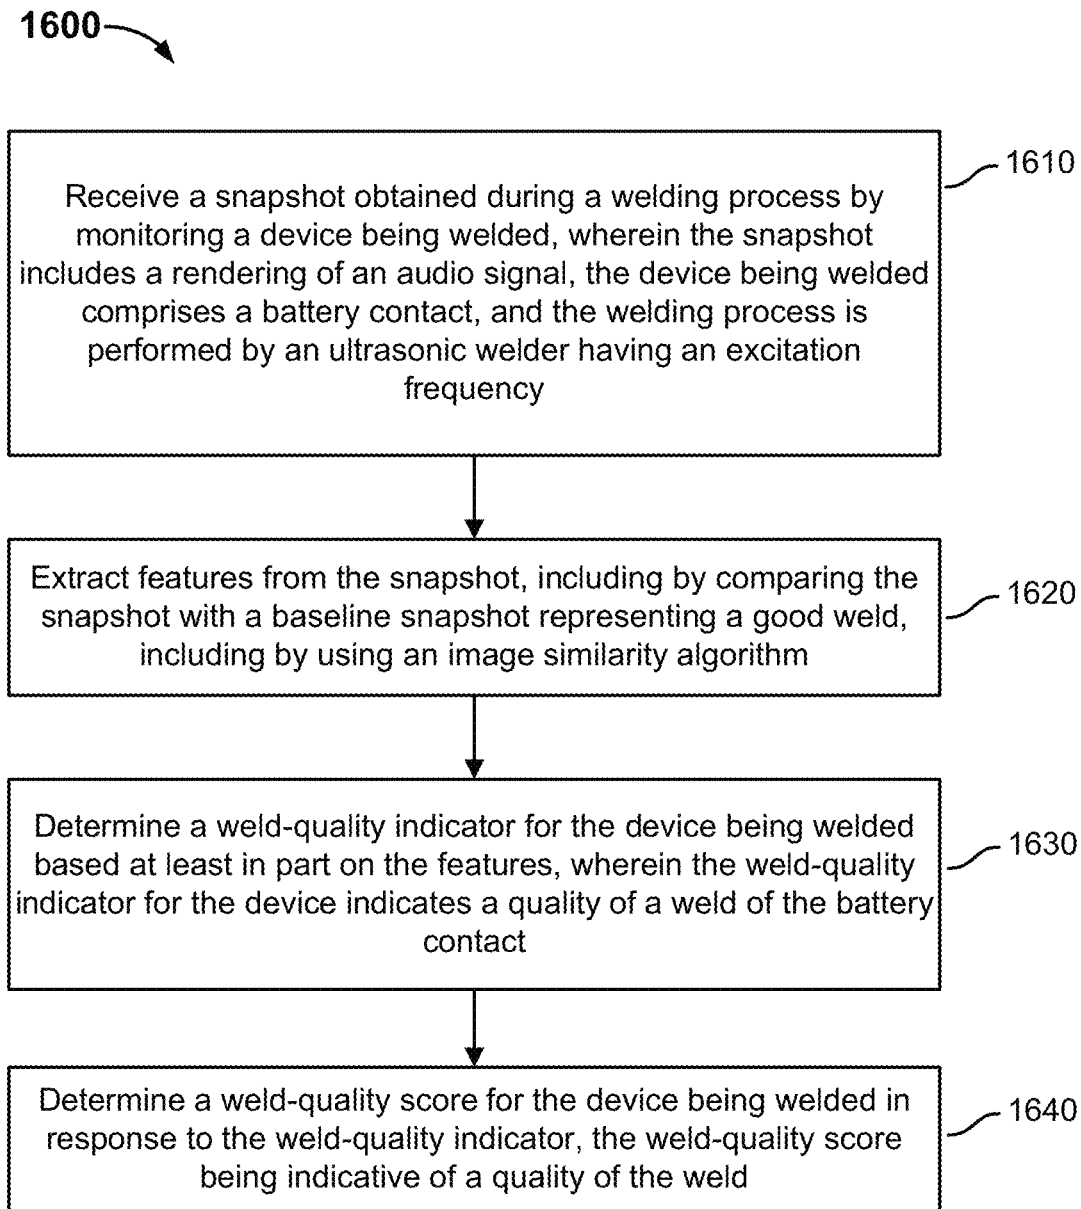 1600
Receive a snapshot obtained during a welding process by
monitoring a device being welded, wherein the snapshot
includes a rendering of an audio signal, the device being welded
comprises a battery contact, and the welding process is
performed by an ultrasonic welder having an excitation
frequency
1610
Extract features from the snapshot, including by comparing the
snapshot with a baseline snapshot representing a good weld,
including by using an image similarity algorithm
1620
Determine a weld-quality indicator for the device being welded
based at least in part on the features, wherein the weld-quality
indicator for the device indicates a quality of a weld of the battery
contact
1630
Determine a weld-quality score for the device being welded in
response to the weld-quality indicator, the weld-quality score
being indicative of a quality of the weld
1640